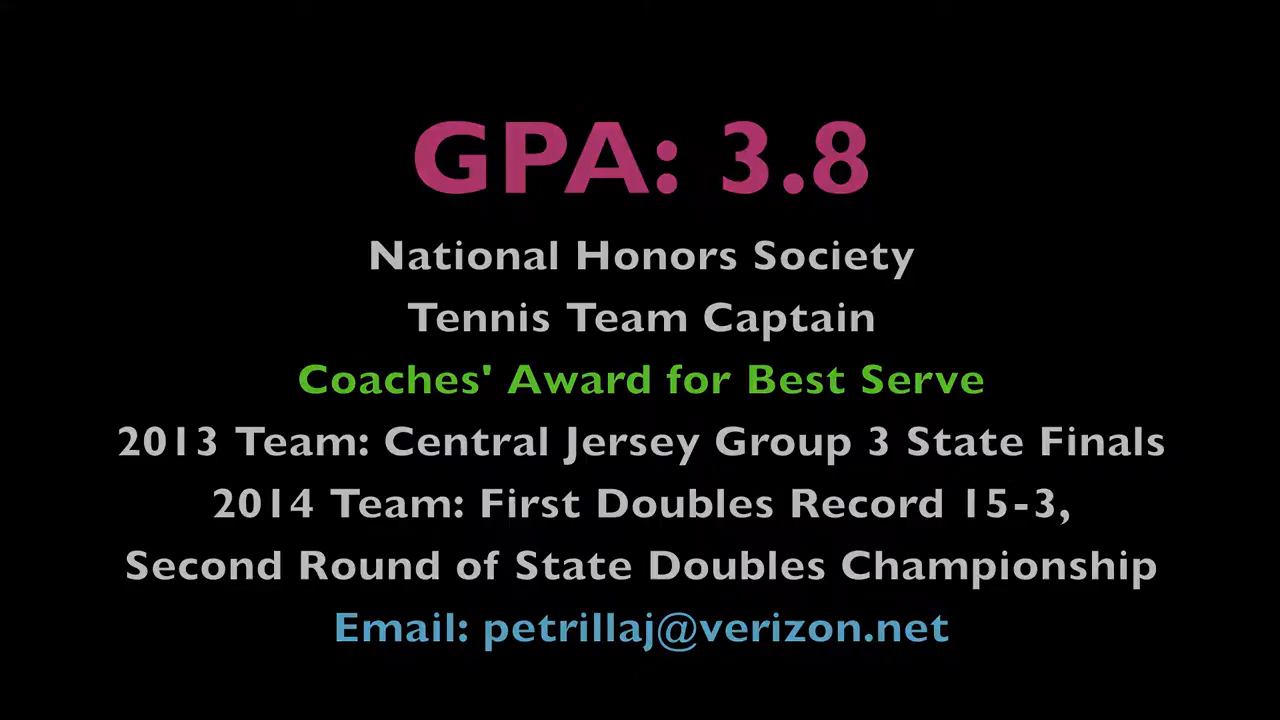 GPA: 3.8
National Honors Society
Tennis Team Captain
Coaches' Award for Best Serve
2013 Team: Central Jersey Group 3 State Finals
2014 Team: First Doubles Record 15-3,
Second Round of State Doubles Championship
Email: petrillaj@verizon.net